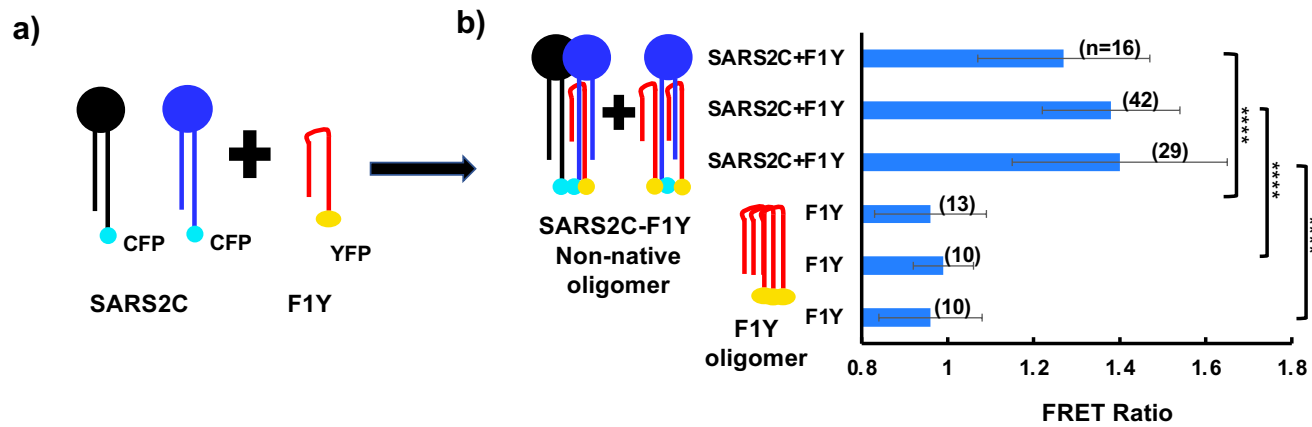 a)
CFP
CFP
YFP
SARS2C
F1Y
b)
SARS2C-F1Y
Non-native
oligomer
F1Y
oligomer
SARS2C+F1Y
(n=16)
SARS2C+F1Y
(42)
SARS2C+F1Y
(29)
F1Y
(13)
F1Y
(10)
F1Y
(10)
****
****
****
0.8 1 1.2 1.4 1.6 1.8
FRET Ratio